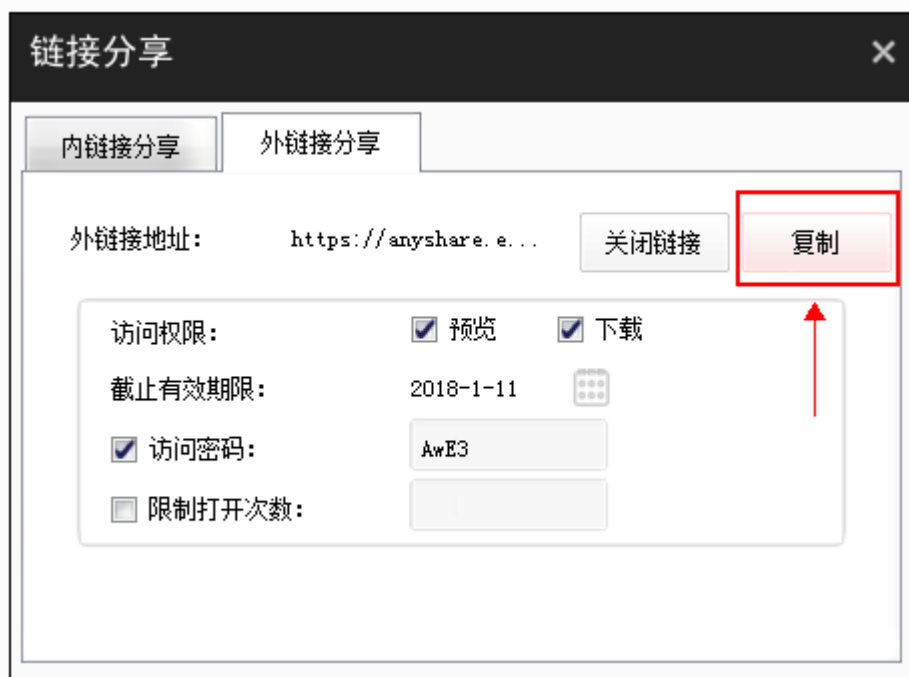 链接分享
内链接分享 外链接分享
外链接地址: https://anyshare.e... 关闭链接 复制
访问权限: 预览 下载
截止有效期限: 2018-1-11
访问密码: AwE3
限制打开次数: